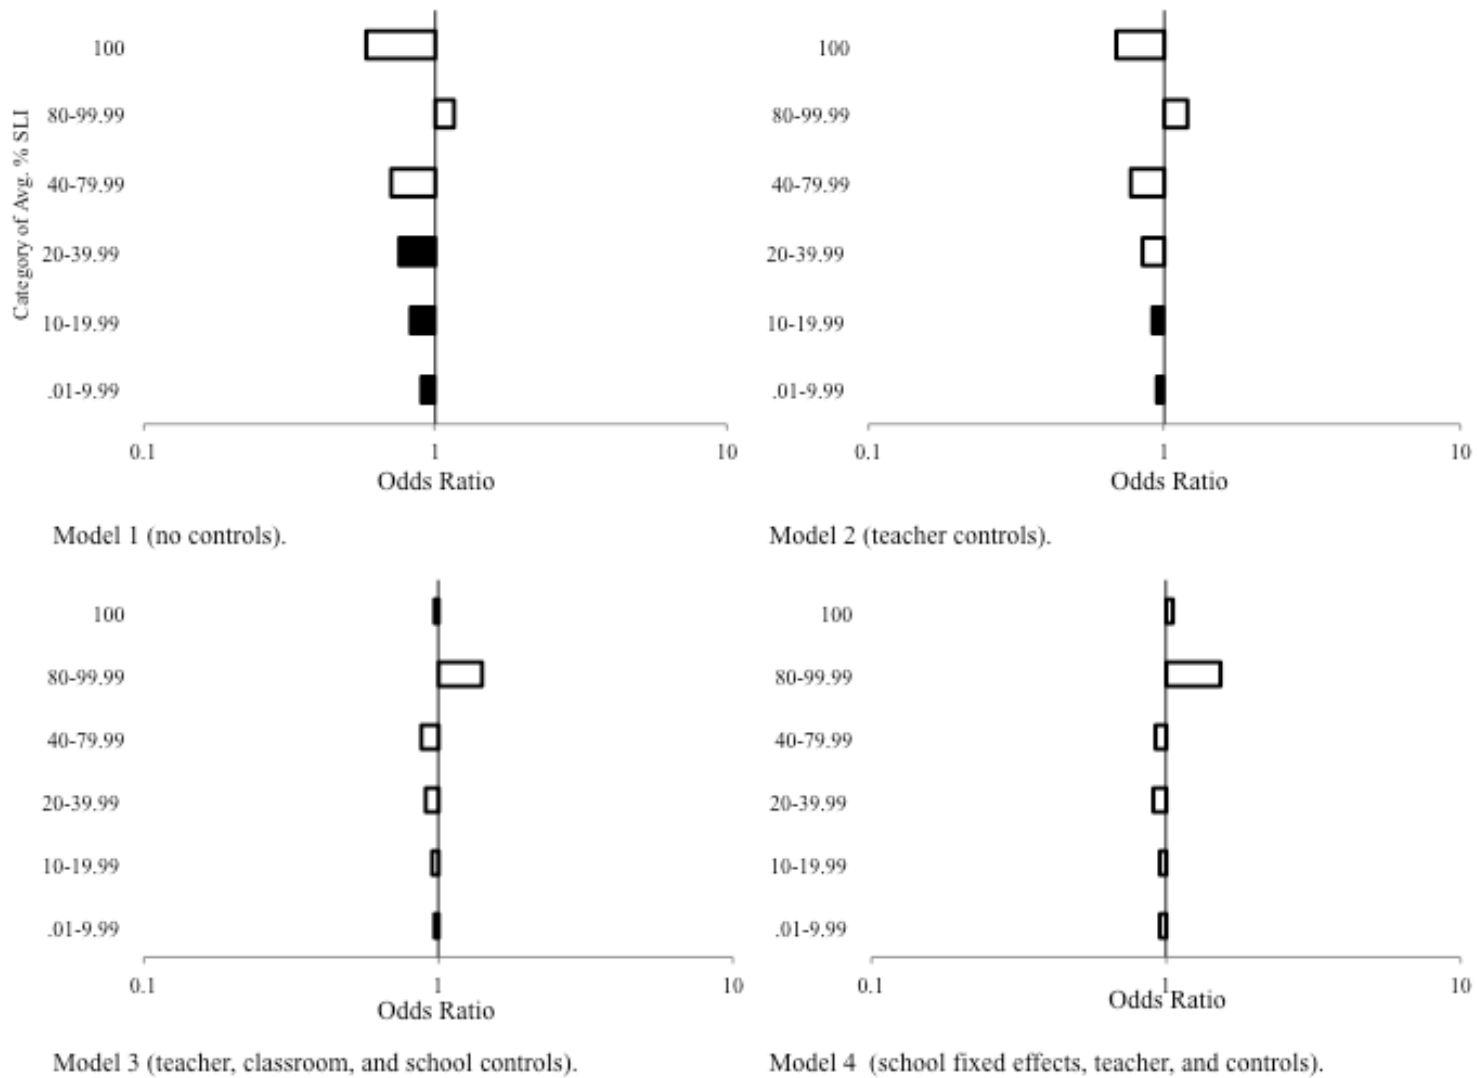 Category of Avg. % SLI
100
80-99.99
40-79.99
20-39.99
10-19.99
.01-9.99
0.1 1 10
Odds Ratio
Model 1 (no controls).
100
80-99.99
40-79.99
20-39.99
10-19.99
.01-9.99
0.1 1 10
Odds Ratio
Model 2 (teacher controls).
100
80-99.99
40-79.99
20-39.99
10-19.99
.01-9.99
0.1 1 10
Odds Ratio
Model 3 (teacher, classroom, and school controls).
100
80-99.99
40-79.99
20-39.99
10-19.99
.01-9.99
0.1 1 10
Odds Ratio
Model 4 (school fixed effects, teacher, and controls).